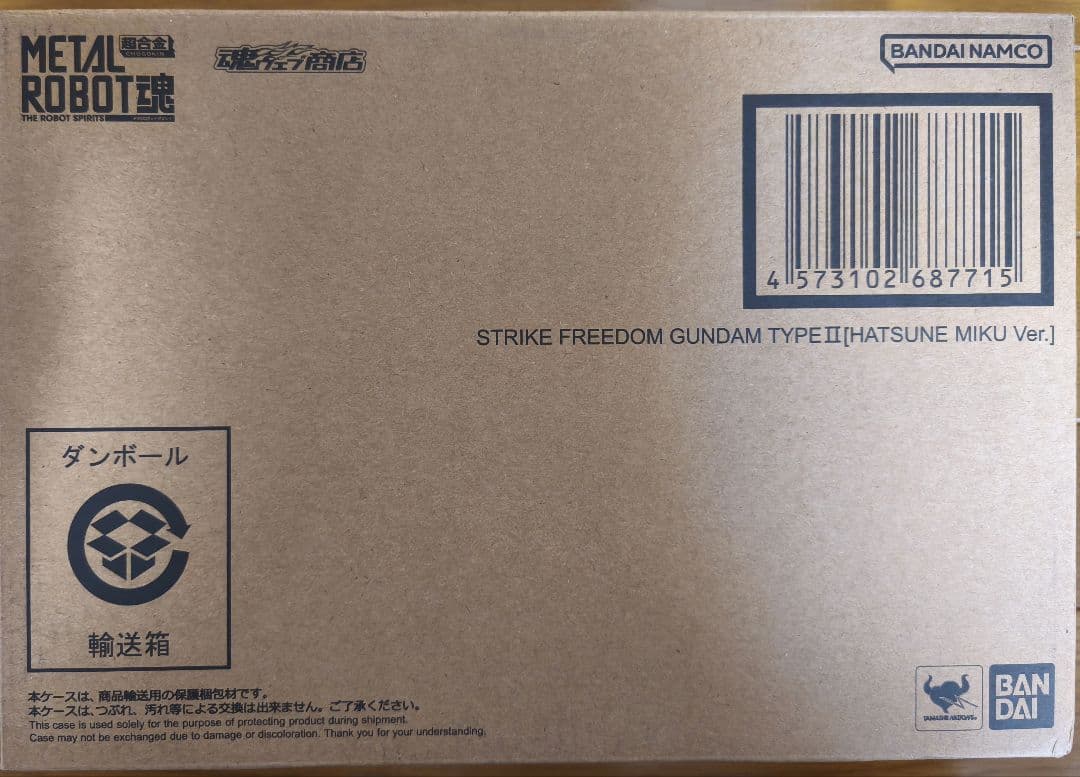 METAL 超合金
CHOGOKIN
ROBOT魂
THE ROBOT SPIRITS
魂ウェブ商店
BANDAI NAMCO
4 573102 687715
STRIKE FREEDOM GUNDAM TYPEⅡ[HATSUNE MIKU Ver.]
ダンボール
輸送箱
本ケースは、商品輸送用の保護梱包材です。
本ケースは、つぶれ、汚れ等による交換は出来ません。ご了承ください。
This case is used solely for the purpose of protecting product during shipment.
Case may not be exchanged due to damage or discoloration. Thank you for your understanding.
TAMASHII NATIONS
BAN
DAI